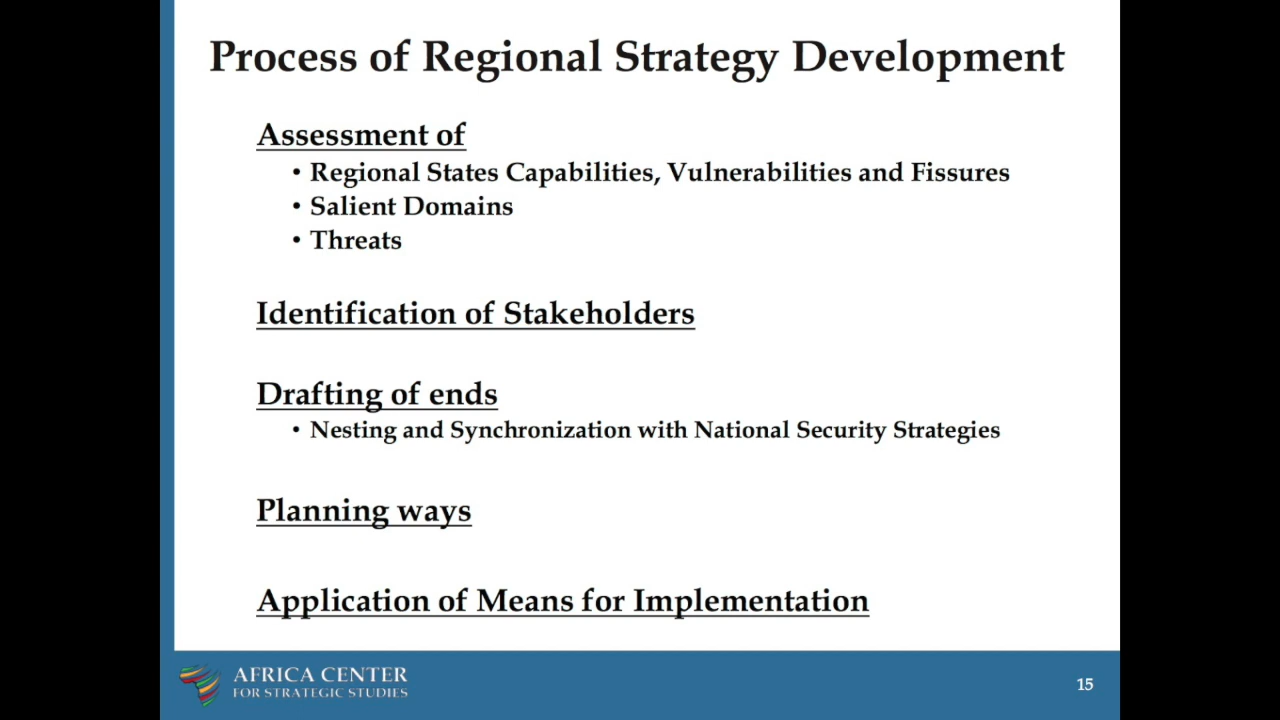 Process of Regional Strategy Development
Assessment of
• Regional States Capabilities, Vulnerabilities and Fissures
• Salient Domains
• Threats
Identification of Stakeholders
Drafting of ends
• Nesting and Synchronization with National Security Strategies
Planning ways
Application of Means for Implementation
AFRICA CENTER
FOR STRATEGIC STUDIES
15